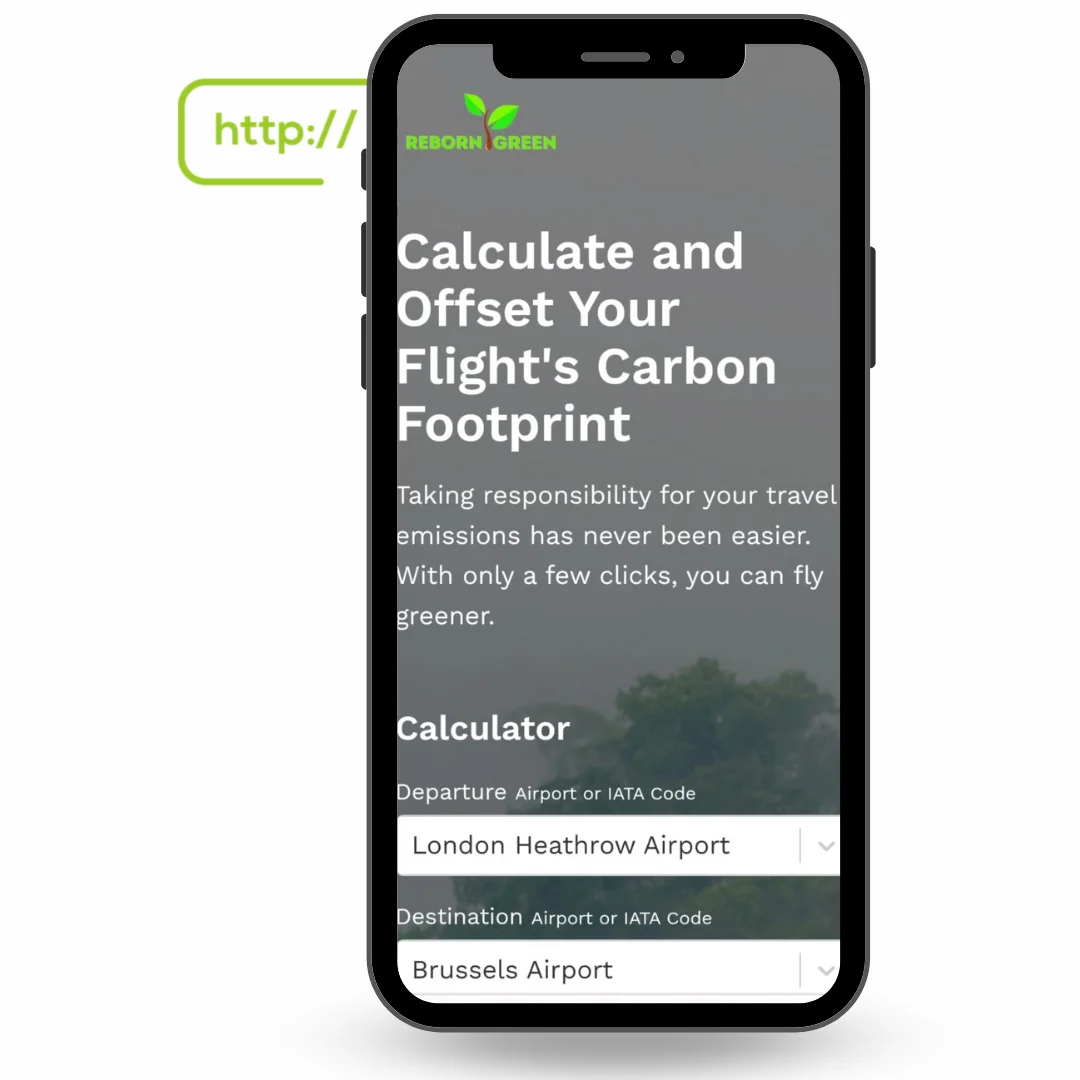 http://
REBORN GREEN
Calculate and
Offset Your
Flight's Carbon
Footprint
Taking responsibility for your travel
emissions has never been easier.
With only a few clicks, you can fly
greener.
Calculator
Departure Airport or IATA Code
London Heathrow Airport
Destination Airport or IATA Code
Brussels Airport